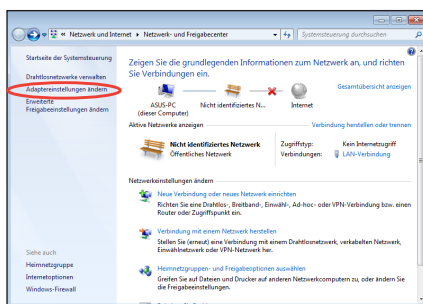 « Netzwerk und Internet ▸ Netzwerk- und Freigabecenter
Systemsteuerung durchsuchen
Startseite der Systemsteuerung
Drahtlosnetzwerke verwalten
Adaptereinstellungen ändern
Erweiterte
Freigabeeinstellungen ändern
Zeigen Sie die grundlegenden Informationen zum Netzwerk an, und richten
Sie Verbindungen ein.
Gesamtübersicht anzeigen
ASUS-PC
(dieser Computer)
Nicht identifiziertes N...
Internet
Aktive Netzwerke anzeigen
Verbindung herstellen oder trennen
Nicht identifiziertes Netzwerk
Öffentliches Netzwerk
Zugriffstyp: Kein Internetzugriff
Verbindungen: LAN-Verbindung
Netzwerkeinstellungen ändern
Neue Verbindung oder neues Netzwerk einrichten
Richten Sie eine Drahtlos-, Breitband-, Einwähl-, Ad-hoc- oder VPN-Verbindung bzw. einen
Router oder Zugriffspunkt ein.
Verbindung mit einem Netzwerk herstellen
Stellen Sie (erneut) eine Verbindung mit einem Drahtlosnetzwerk, verkabelten Netzwerk,
Einwählnetzwerk oder VPN-Netzwerk her.
Heimnetzgruppen- und Freigabeoptionen auswählen
Greifen Sie auf Dateien und Drucker auf anderen Netzwerkcomputern zu, oder ändern Sie
die Freigabeeinstellungen.
Siehe auch
Heimnetzgruppe
Internetoptionen
Windows-Firewall